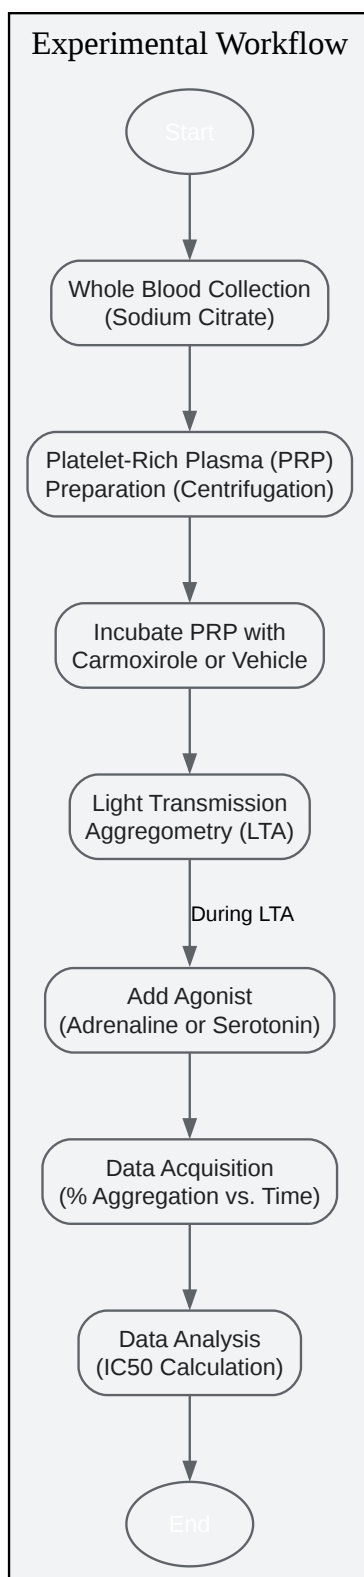 Experimental Workflow
Start
Whole Blood Collection
(Sodium Citrate)
Platelet-Rich Plasma (PRP)
Preparation (Centrifugation)
Incubate PRP with
Carmoxirole or Vehicle
Light Transmission
Aggregometry (LTA)
During LTA
Add Agonist
(Adrenaline or Serotonin)
Data Acquisition
(% Aggregation vs. Time)
Data Analysis
(IC50 Calculation)
End